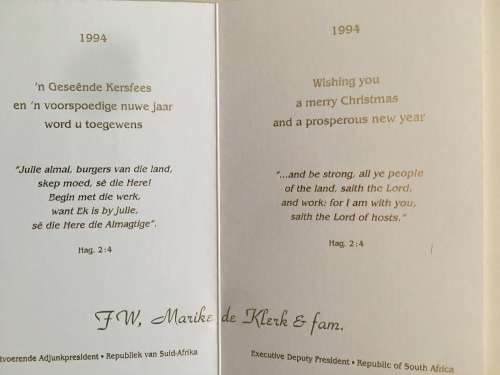 1994
'n Geseënde Kersfees
en 'n voorspoedige nuwe jaar
word u toegewens
"Julle almal, burgers van die land,
skep moed, sê die Here!
Begin met die werk,
want Ek is by julle,
sê die Here die Almagtige".
Hag. 2:4
1994
Wishing you
a merry Christmas
and a prosperous new year
"...and be strong, all ye people
of the land, saith the Lord,
and work: for I am with you,
saith the Lord of hosts."
Hag. 2:4
FW, Marike de Klerk & fam.
tvoerende Adjunkpresident • Republiek van Suid-Afrika
Executive Deputy President • Republic of South Africa